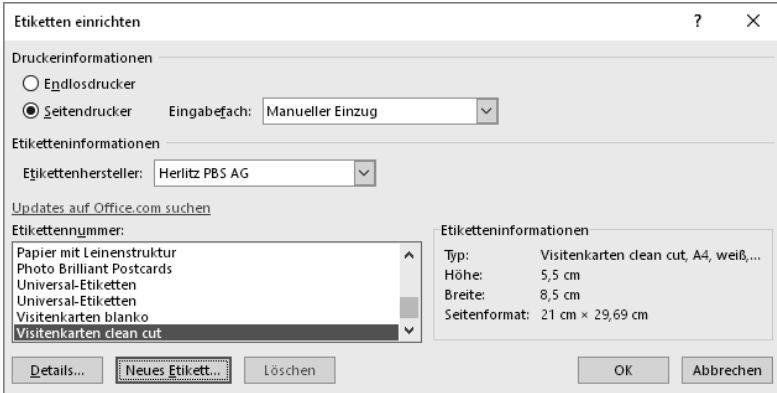 Etiketten einrichten ?
Druckerinformationen
Endlosdrucker
Seitendrucker Eingabefach: Manueller Einzug
Etiketteninformationen
Etikettenhersteller: Herlitz PBS AG
Updates auf Office.com suchen
Etikettennummer:
Papier mit Leinenstruktur
Photo Brilliant Postcards
Universal-Etiketten
Universal-Etiketten
Visitenkarten blanko
Visitenkarten clean cut
Etiketteninformationen
Typ: Visitenkarten clean cut, A4, weiß,...
Höhe: 5,5 cm
Breite: 8,5 cm
Seitenformat: 21 cm × 29,69 cm
Details... Neues Etikett... Löschen OK Abbrechen